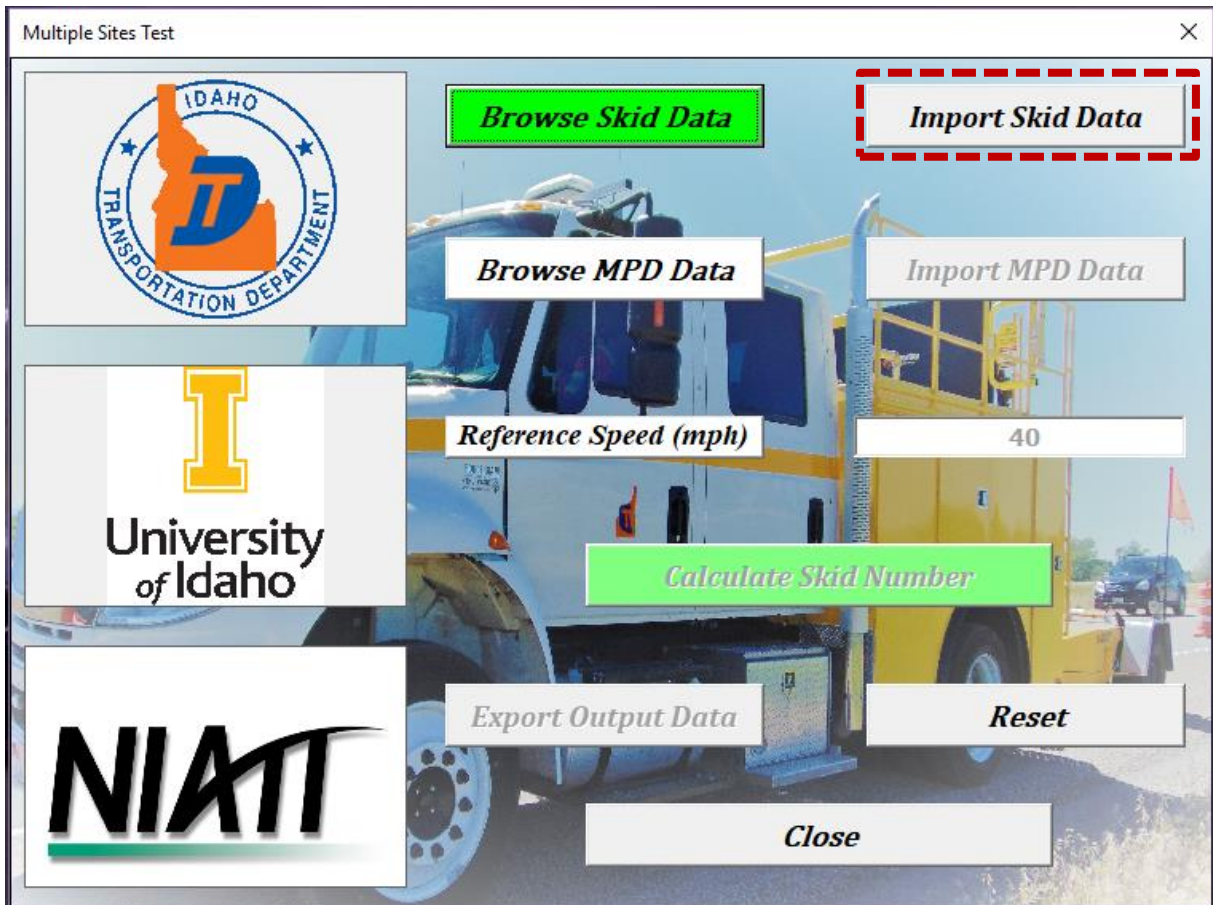 Multiple Sites Test
IDAHO
TRANSPORTATION DEPARTMENT
Browse Skid Data
Import Skid Data
Browse MPD Data
Import MPD Data
University
of Idaho
Reference Speed (mph)
40
Calculate Skid Number
NIATT
Export Output Data
Reset
Close